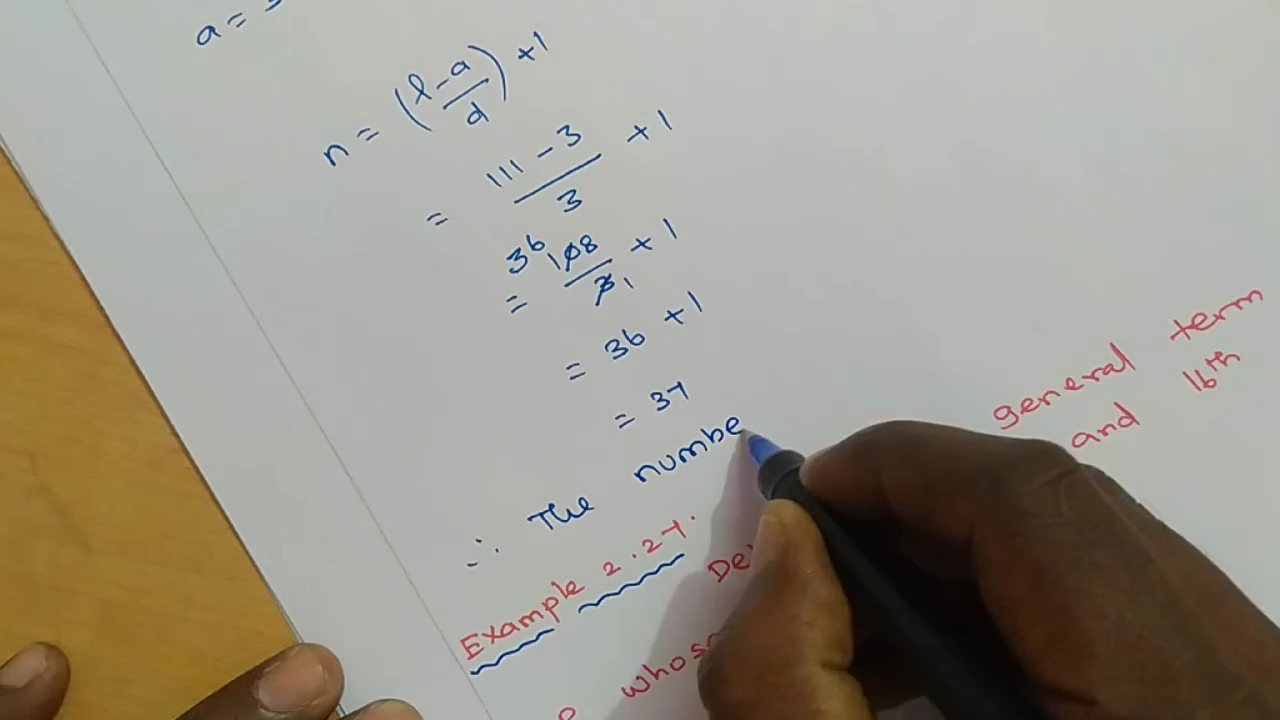 a =
n = (l - a / d) + 1
= 111 - 3 / 3 + 1
= 36 108 / 3 1 + 1
= 36 + 1
= 37
∴ The numbe
Example 2.27.
general term
and 16th